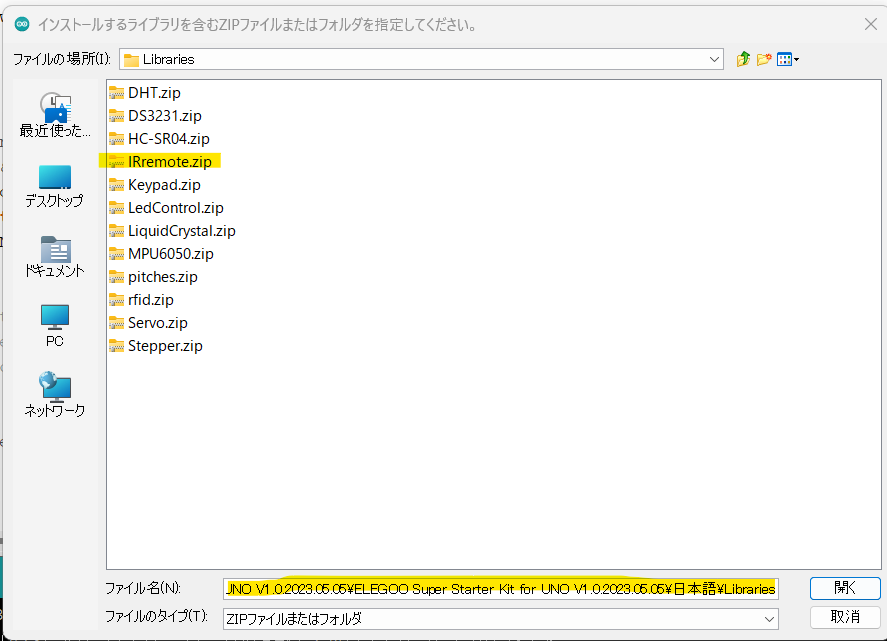 インストールするライブラリを含むZIPファイルまたはフォルダを指定してください。
ファイルの場所(I):
Libraries
最近使った...
デスクトップ
ドキュメント
PC
ネットワーク
DHT.zip
DS3231.zip
HC-SR04.zip
IRremote.zip
Keypad.zip
LedControl.zip
LiquidCrystal.zip
MPU6050.zip
pitches.zip
rfid.zip
Servo.zip
Stepper.zip
ファイル名(N):
JNO V1.0.2023.05.05¥ELEGOO Super Starter Kit for UNO V1.0.2023.05.05¥日本語¥Libraries
開く
ファイルのタイプ(T):
ZIPファイルまたはフォルダ
取消